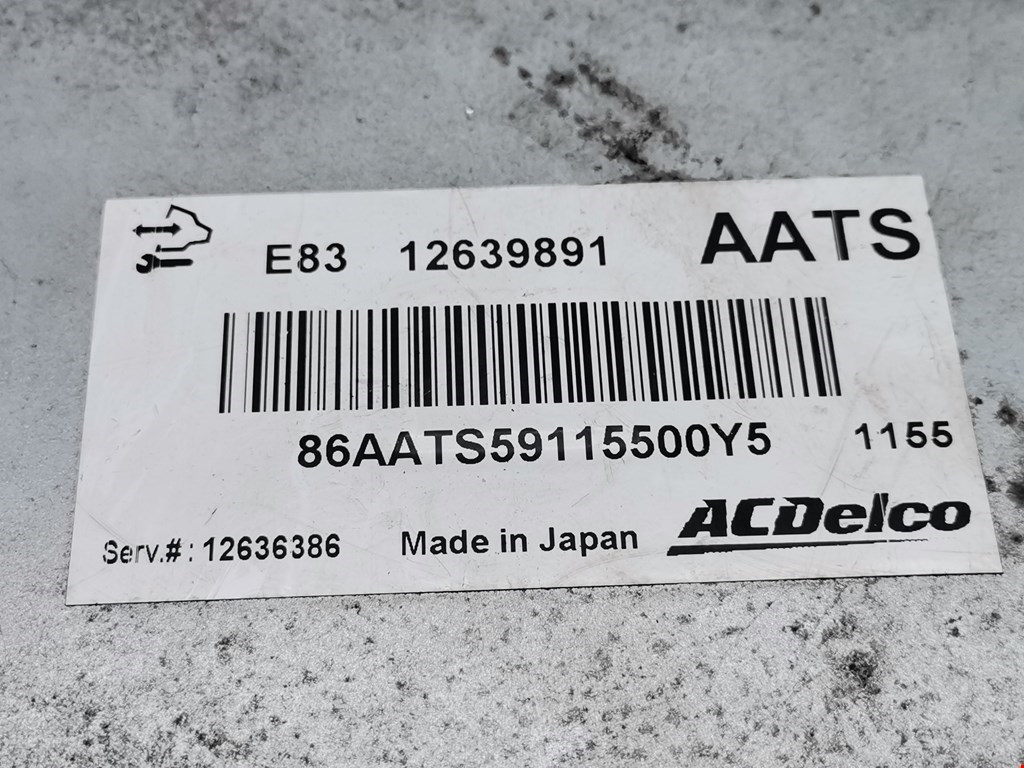 E83 12639891 AATS
86AATS59115500Y5 1155
Serv.#: 12636386 Made in Japan ACDelco